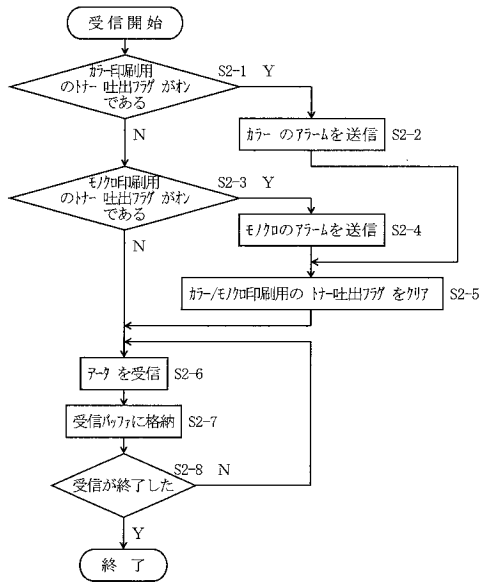 受信開始
カラー印刷用
のトナー吐出フラグがオン
である
S2-1 Y
N
カラー のアラームを送信
S2-2
モノクロ印刷用
のトナー吐出フラグがオン
である
S2-3 Y
N
モノクロのアラームを送信
S2-4
カラー/モノクロ印刷用の トナー吐出フラグ をクリア
S2-5
データ を受信
S2-6
受信バッファに格納
S2-7
受信が終了した
S2-8 N
Y
終 了